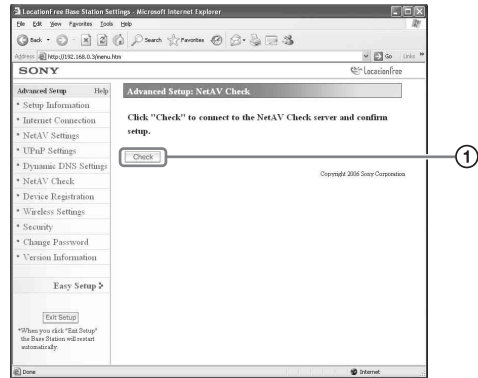 LocationFree Base Station Settings - Microsoft Internet Explorer
File Edit View Favorites Tools Help
Back Search Favorites
Address http://192.168.0.3/menu.htm Go Links »
SONY LocationFree
Advanced Setup Help
* Setup Information
* Internet Connection
* NetAV Settings
* UPnP Settings
* Dynamic DNS Settings
* NetAV Check
* Device Registration
* Wireless Settings
* Security
* Change Password
* Version Information
Easy Setup
Exit Setup
*When you click "Exit Setup"
the Base Station will restart
automatically.
Advanced Setup: NetAV Check
Click "Check" to connect to the NetAV Check server and confirm
setup.
Check
Copyright 2006 Sony Corporation
1
Done Internet